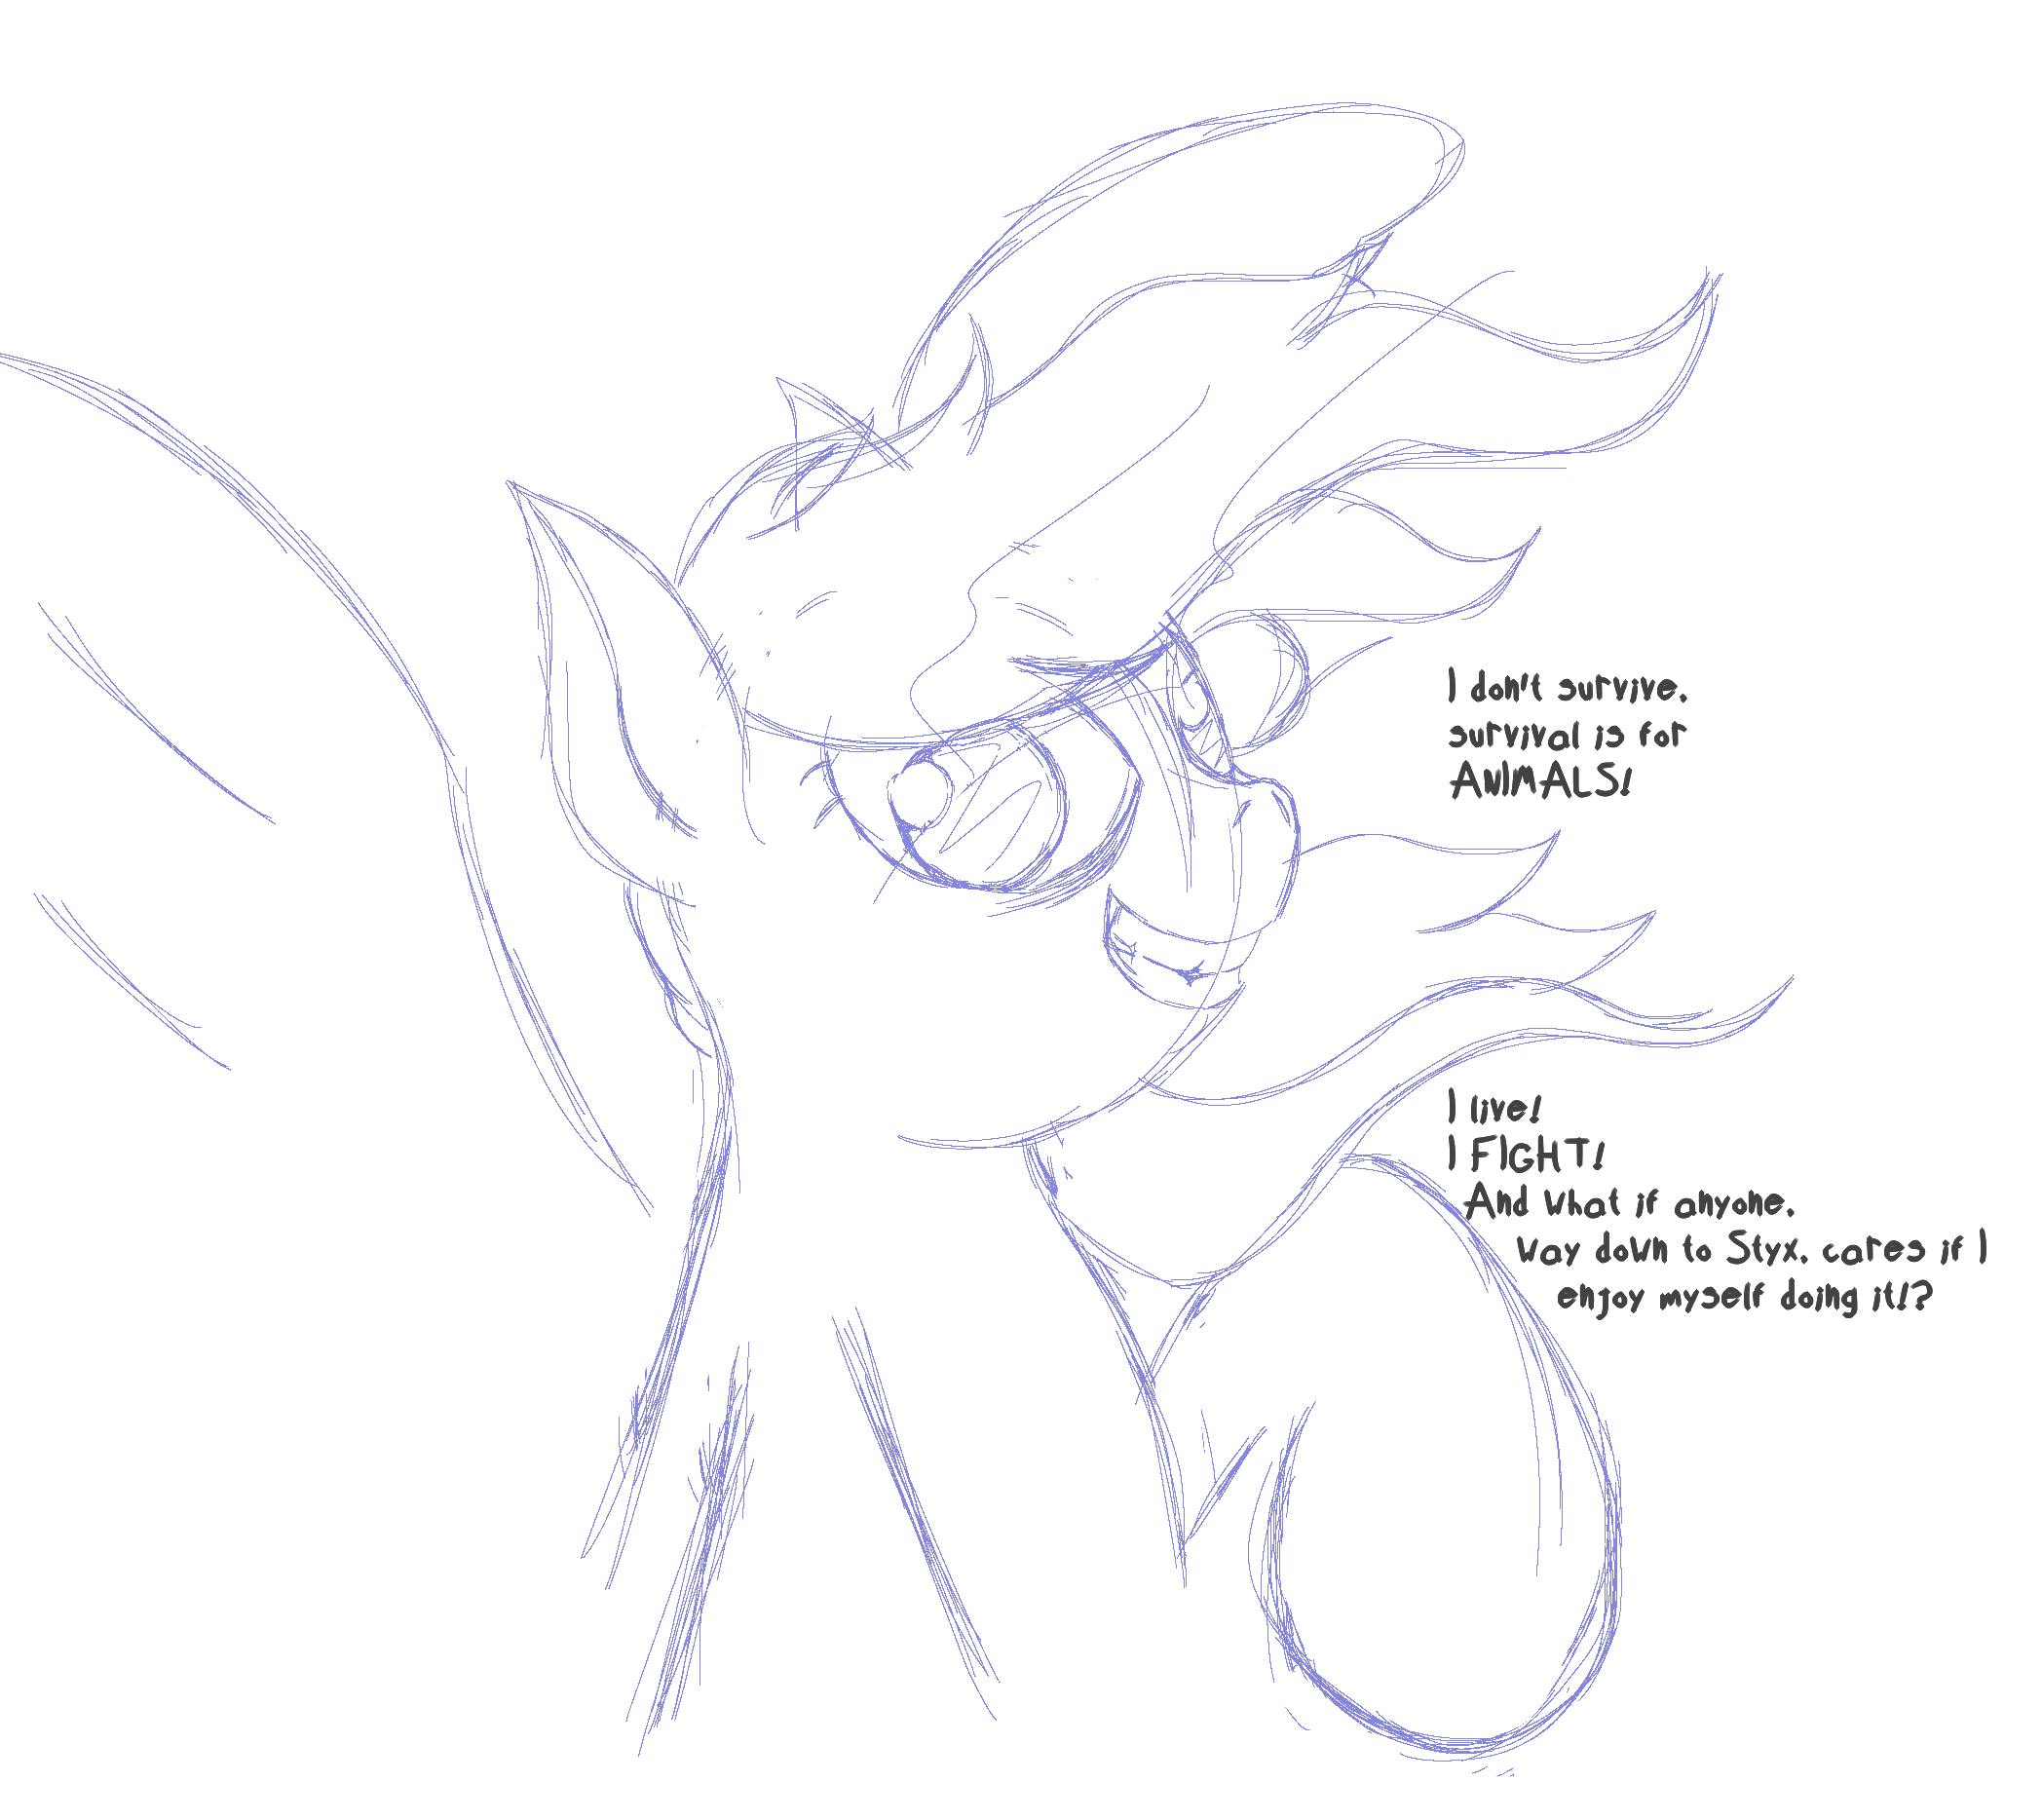 I don't survive.
survival is for
ANIMALS!
I live!
I FIGHT!
And what if anyone,
way down to Styx, cares if I
enjoy myself doing it!?